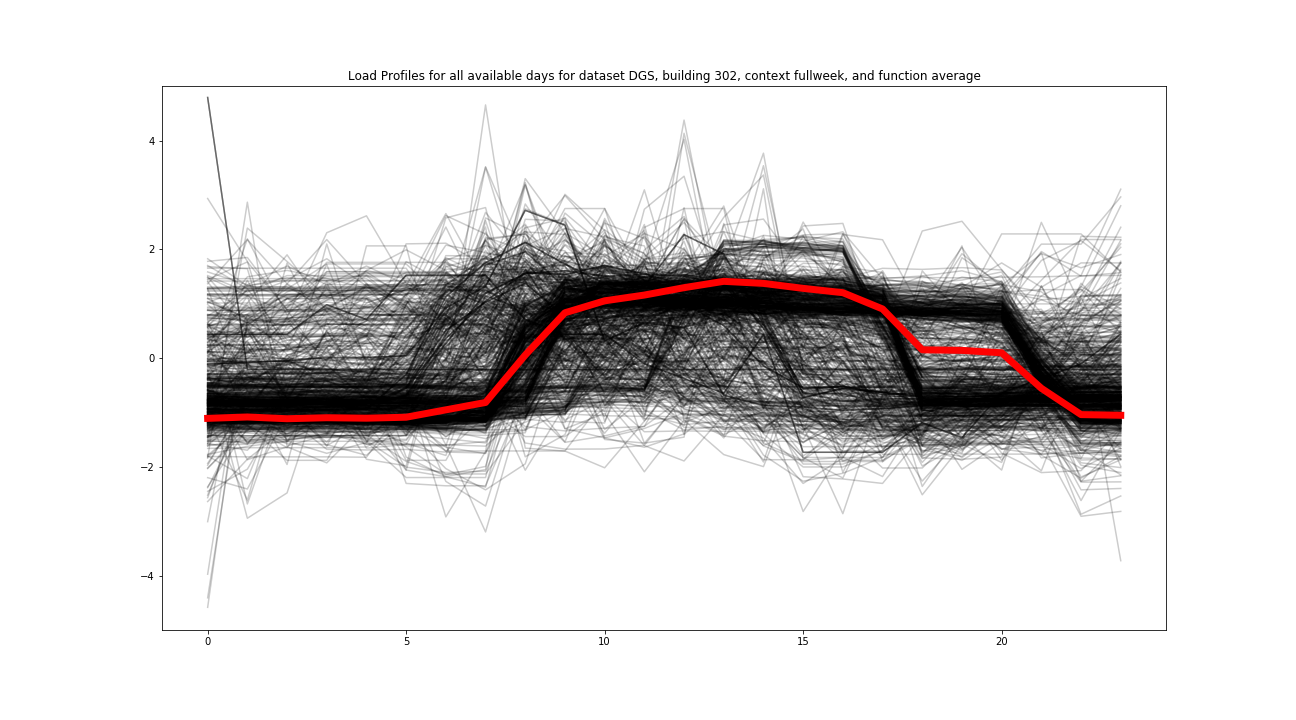 Load Profiles for all available days for dataset DGS, building 302, context fullweek, and function average
4
2
0
−2
−4
0 5 10 15 20